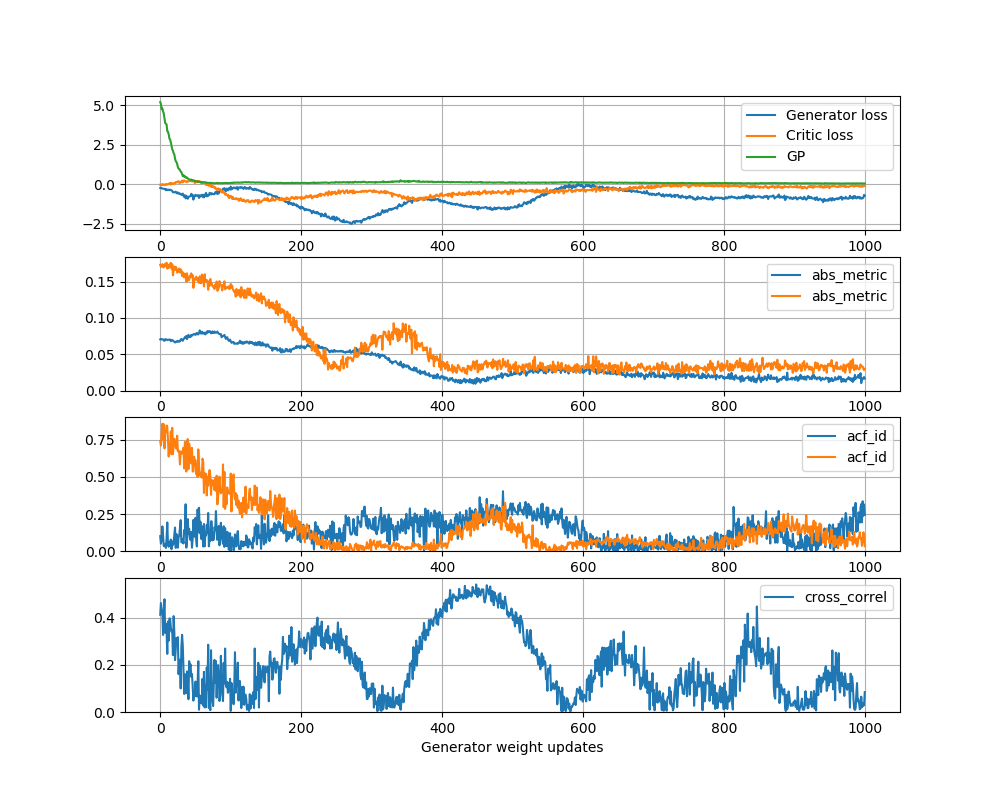 5.0
2.5
0.0
−2.5
Generator loss
Critic loss
GP
0 200 400 600 800 1000
0.15
0.10
0.05
0.00
abs_metric
abs_metric
0 200 400 600 800 1000
0.75
0.50
0.25
0.00
acf_id
acf_id
0 200 400 600 800 1000
0.4
0.2
0.0
cross_correl
0 200 400 600 800 1000
Generator weight updates